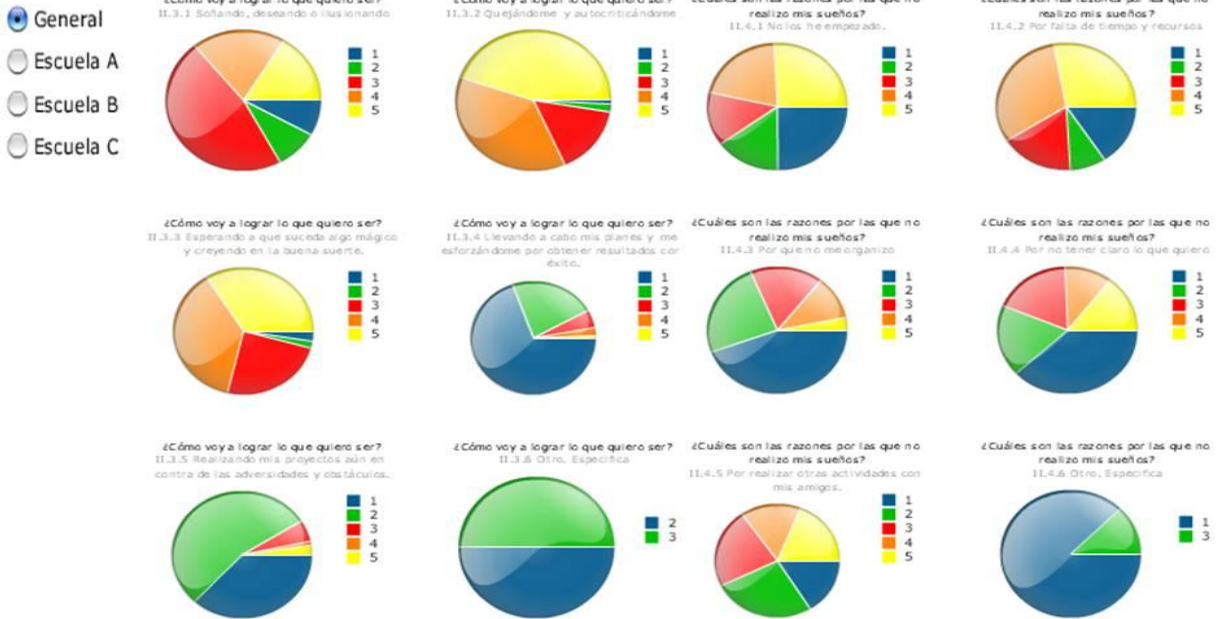 General
Escuela A
Escuela B
Escuela C
¿Cómo voy a lograr lo que quiero ser?
II.3.1 Soñando, deseando o ilusionando
1
2
3
4
5
¿Cómo voy a lograr lo que quiero ser?
II.3.2 Quejándome y autocriticándome
1
2
3
4
5
¿Cuáles son las razones por las que no
realizo mis sueños?
II.4.1 No los he empezado.
1
2
3
4
5
¿Cuáles son las razones por las que no
realizo mis sueños?
II.4.2 Por falta de tiempo y recursos
1
2
3
4
5
¿Cómo voy a lograr lo que quiero ser?
II.3.3 Esperando a que suceda algo mágico
y creyendo en la buena suerte.
1
2
3
4
5
¿Cómo voy a lograr lo que quiero ser?
II.3.4 Llevando a cabo mis planes y me
esforzándome por obtener resultados con
éxito.
1
2
3
4
5
¿Cuáles son las razones por las que no
realizo mis sueños?
II.4.3 Por que no me organizo
1
2
3
4
5
¿Cuáles son las razones por las que no
realizo mis sueños?
II.4.4 Por no tener claro lo que quiero
1
2
3
4
5
¿Cómo voy a lograr lo que quiero ser?
II.3.5 Realizando mis proyectos aún en
contra de las adversidades y obstáculos.
1
2
3
4
5
¿Cómo voy a lograr lo que quiero ser?
II.3.6 Otro. Especifica
2
3
¿Cuáles son las razones por las que no
realizo mis sueños?
II.4.5 Por realizar otras actividades con
mis amigos.
1
2
3
4
5
¿Cuáles son las razones por las que no
realizo mis sueños?
II.4.6 Otro. Especifica
1
3